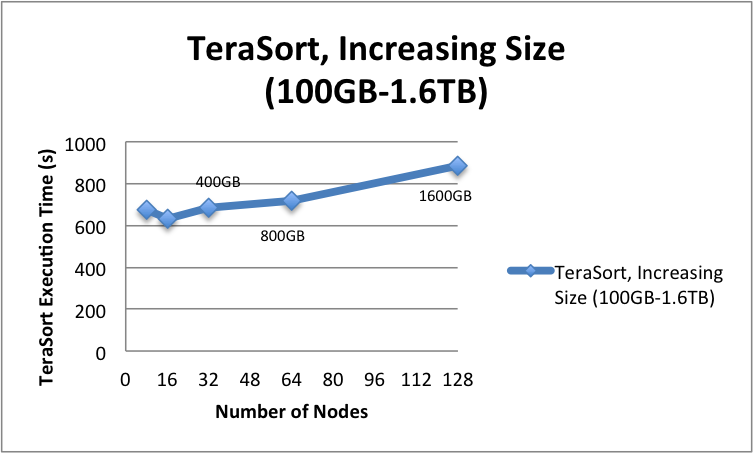 TeraSort, Increasing Size
(100GB-1.6TB)
TeraSort Execution Time (s)
1000
800
600
400
200
0
400GB
800GB
1600GB
0 16 32 48 64 80 96 112 128
Number of Nodes
TeraSort, Increasing
Size (100GB-1.6TB)